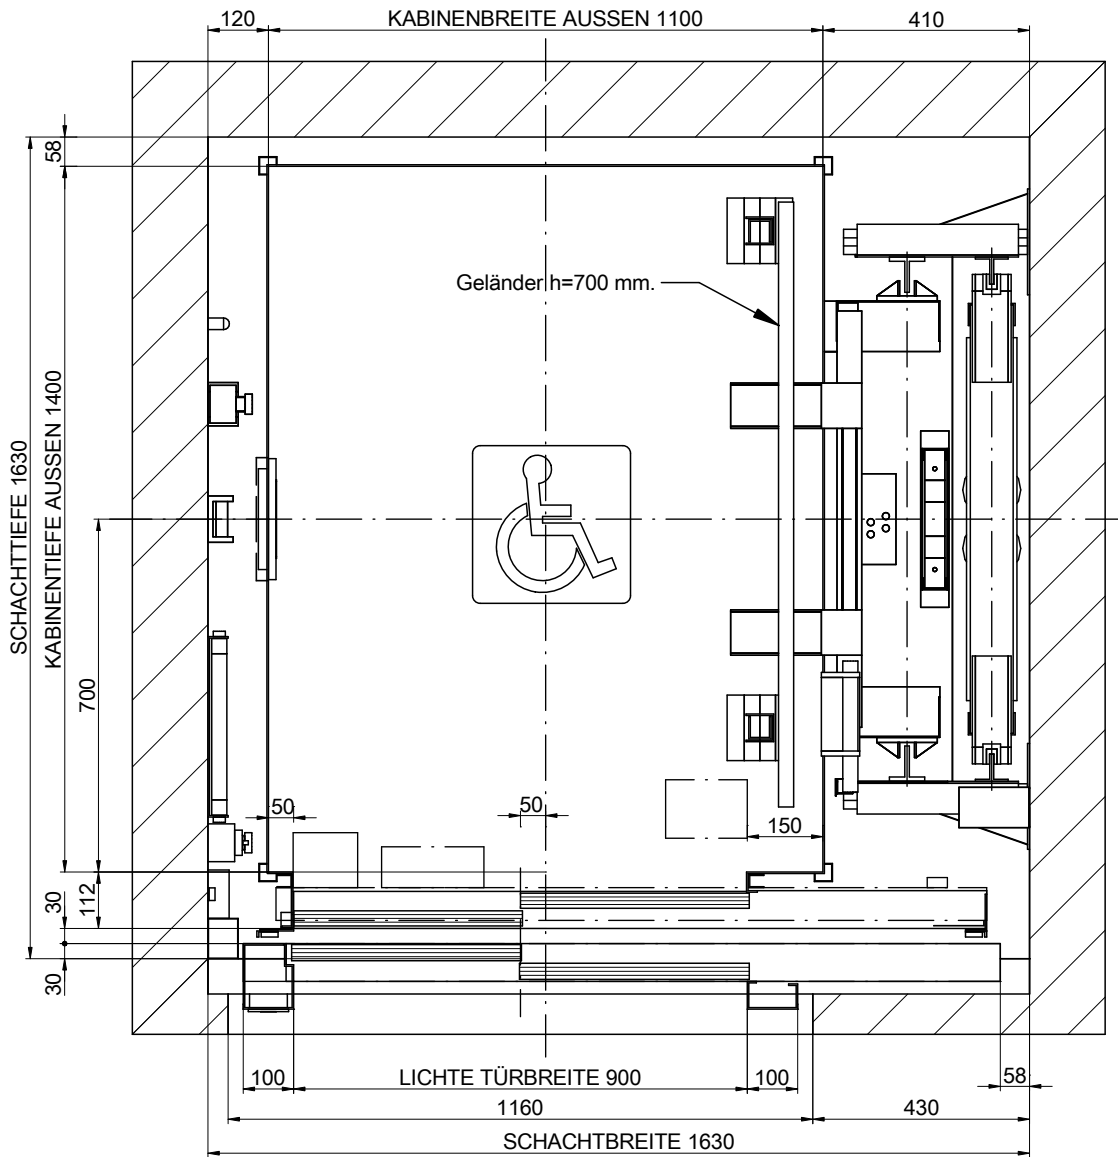 120
KABINENBREITE AUSSEN 1100
410
58
Geländer h=700 mm.
SCHACHTTIEFE 1630
KABINENTIEFE AUSSEN 1400
700
50
50
150
112
30
30
100
LICHTE TÜRBREITE 900
100
58
1160
430
SCHACHTBREITE 1630